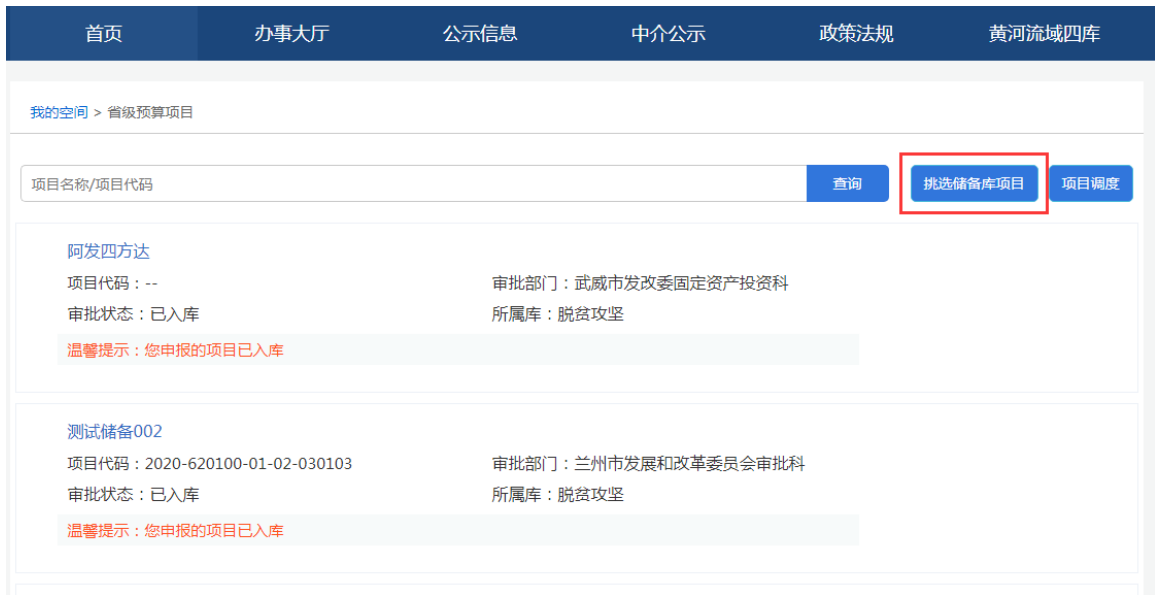 首页 办事大厅 公示信息 中介公示 政策法规 黄河流域四库
我的空间 > 省级预算项目
项目名称/项目代码 查询 挑选储备库项目 项目调度
阿发四方达
项目代码：-- 审批部门：武威市发改委固定资产投资科
审批状态：已入库 所属库：脱贫攻坚
温馨提示：您申报的项目已入库
测试储备002
项目代码：2020-620100-01-02-030103 审批部门：兰州市发展和改革委员会审批科
审批状态：已入库 所属库：脱贫攻坚
温馨提示：您申报的项目已入库